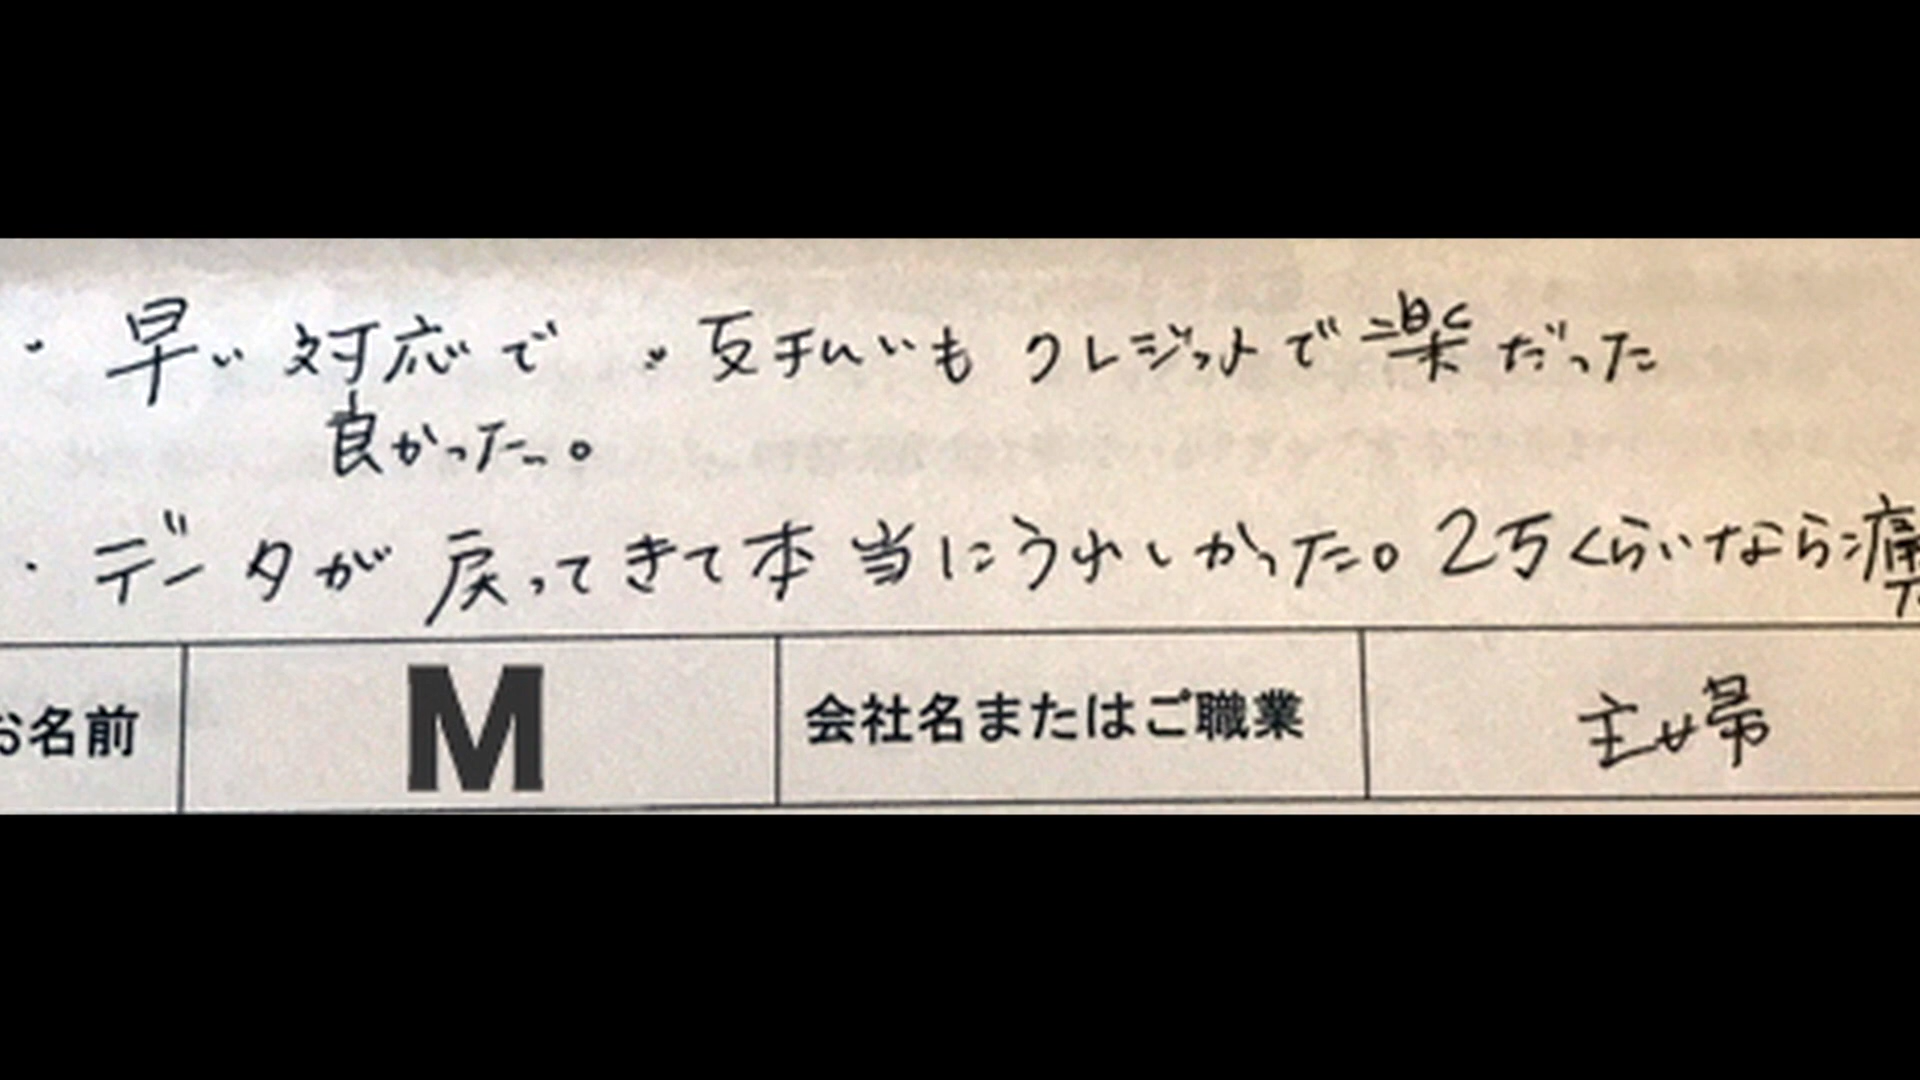 ・早い対応で ・支払いもクレジットで楽だった
良かった。
・データが戻ってきて本当にうれしかった。2万くらいなら痛
お名前 M 会社名またはご職業 主婦